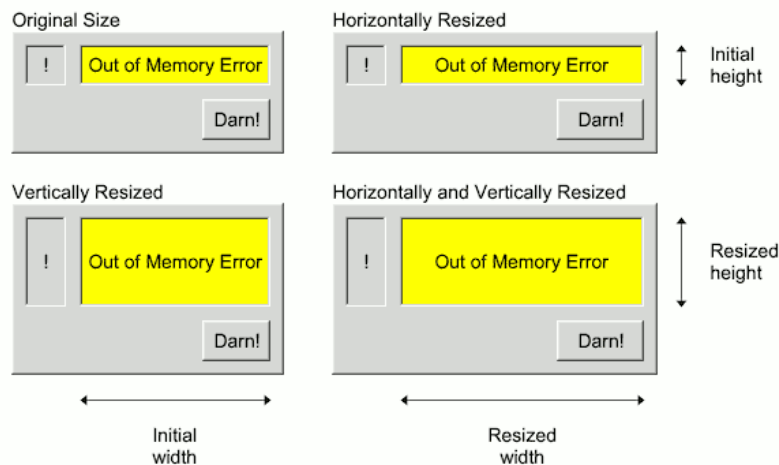 Original Size
Horizontally Resized
! Out of Memory Error
! Out of Memory Error
Initial
height
Darn!
Darn!
Vertically Resized
Horizontally and Vertically Resized
! Out of Memory Error
! Out of Memory Error
Resized
height
Darn!
Darn!
Initial
width
Resized
width